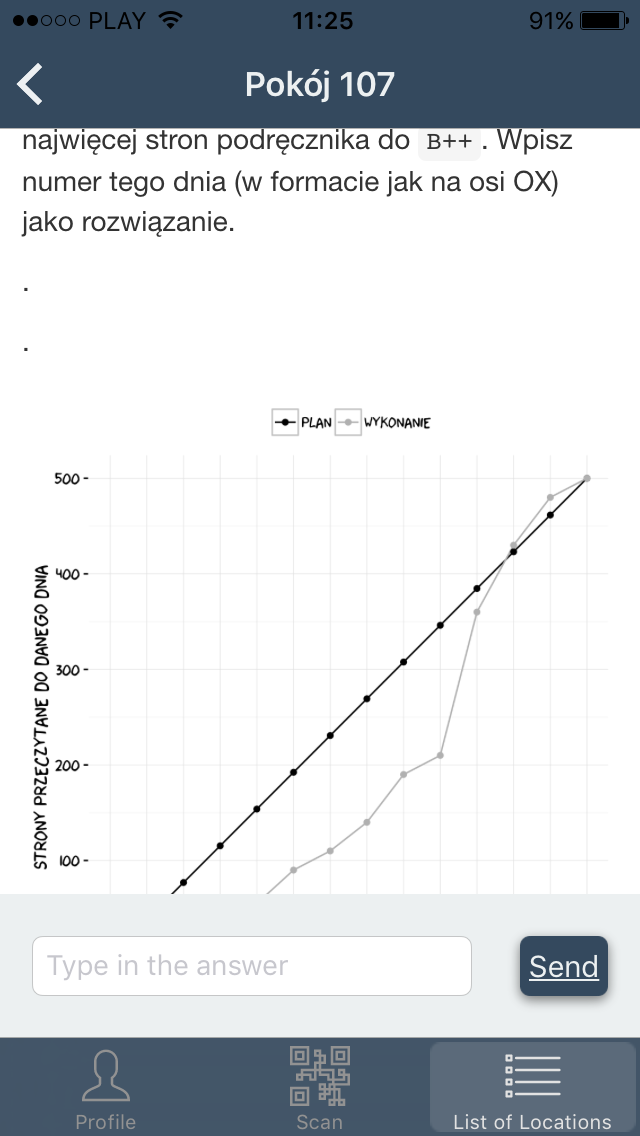 PLAY 11:25 91%
Pokój 107
najwięcej stron podręcznika do B++. Wpisz
numer tego dnia (w formacie jak na osi OX)
jako rozwiązanie.
.
.
PLAN WYKONANIE
STRONY PRZECZYTANE DO DANEGO DNIA
500
400
300
200
100
Type in the answer
Send
Profile
Scan
List of Locations